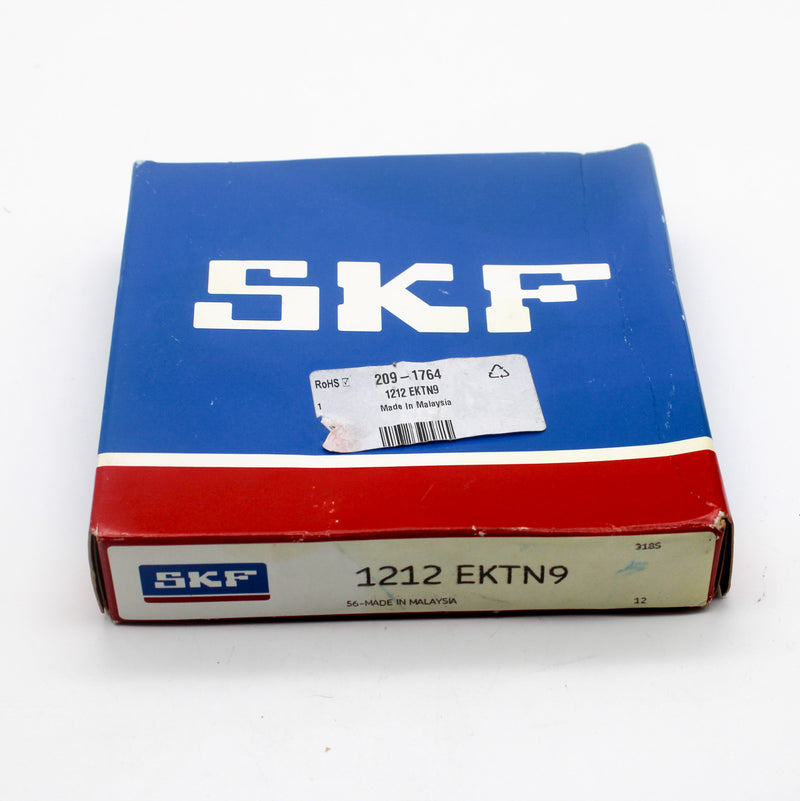 SKF
RoHS ☑ 209-1764
1212 EKTN9
1 Made In Malaysia
318S
SKF 1212 EKTN9
56-MADE IN MALAYSIA 12